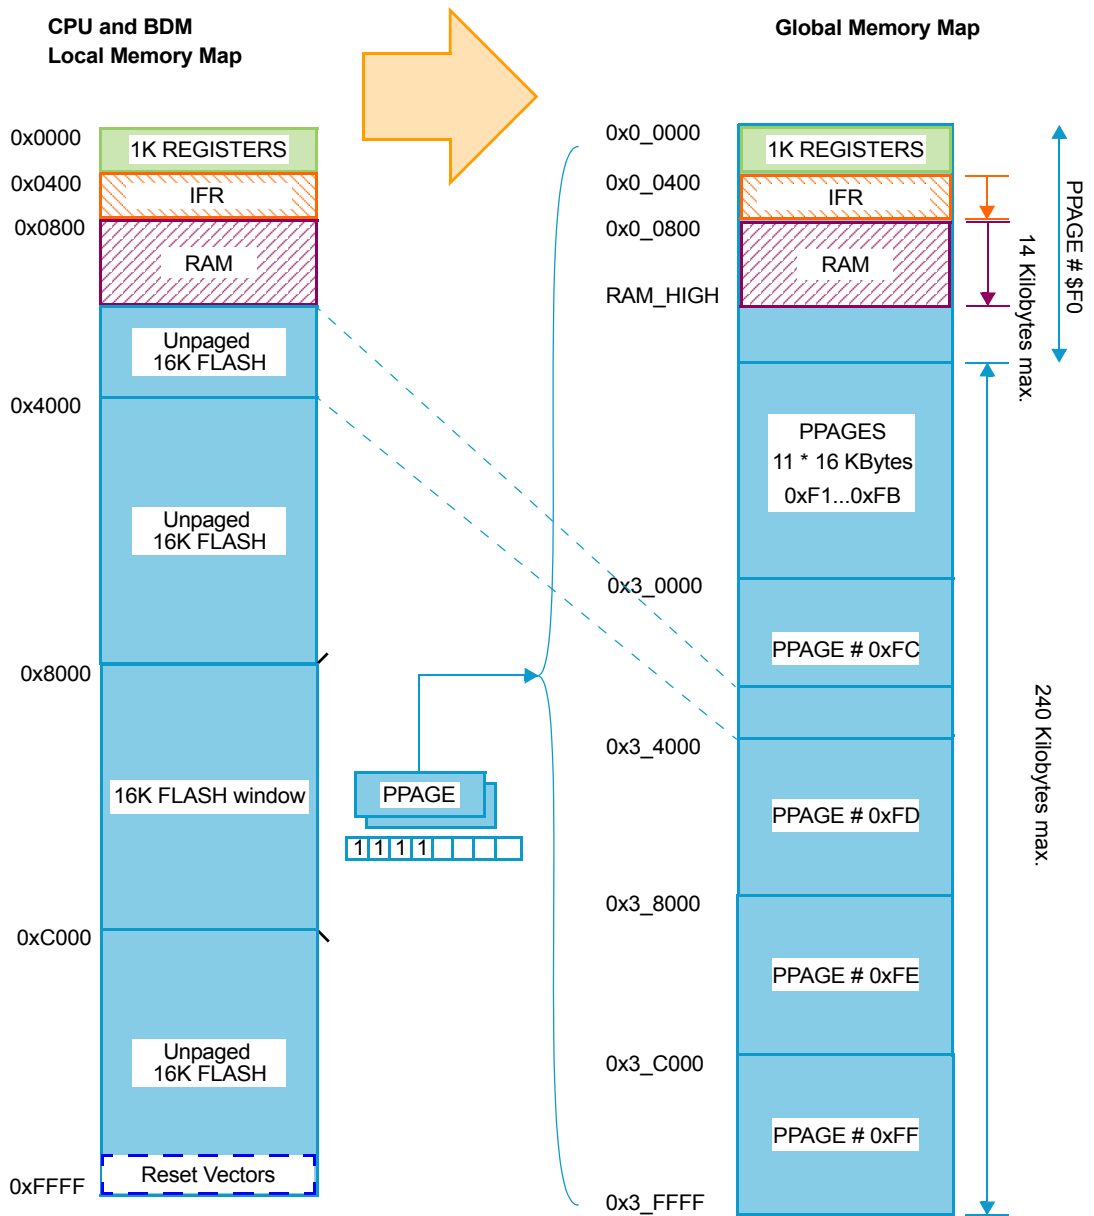 CPU and BDM
Local Memory Map
0x0000
1K REGISTERS
0x0400
IFR
0x0800
RAM
Unpaged
16K FLASH
0x4000
Unpaged
16K FLASH
0x8000
16K FLASH window
0xC000
Unpaged
16K FLASH
Reset Vectors
0xFFFF
PPAGE
1 1 1 1
Global Memory Map
0x0_0000
1K REGISTERS
0x0_0400
IFR
0x0_0800
RAM
RAM_HIGH
PPAGES
11 * 16 KBytes
0xF1...0xFB
0x3_0000
PPAGE # 0xFC
0x3_4000
PPAGE # 0xFD
0x3_8000
PPAGE # 0xFE
0x3_C000
PPAGE # 0xFF
0x3_FFFF
14 Kilobytes max.
PPAGE # $F0
240 Kilobytes max.